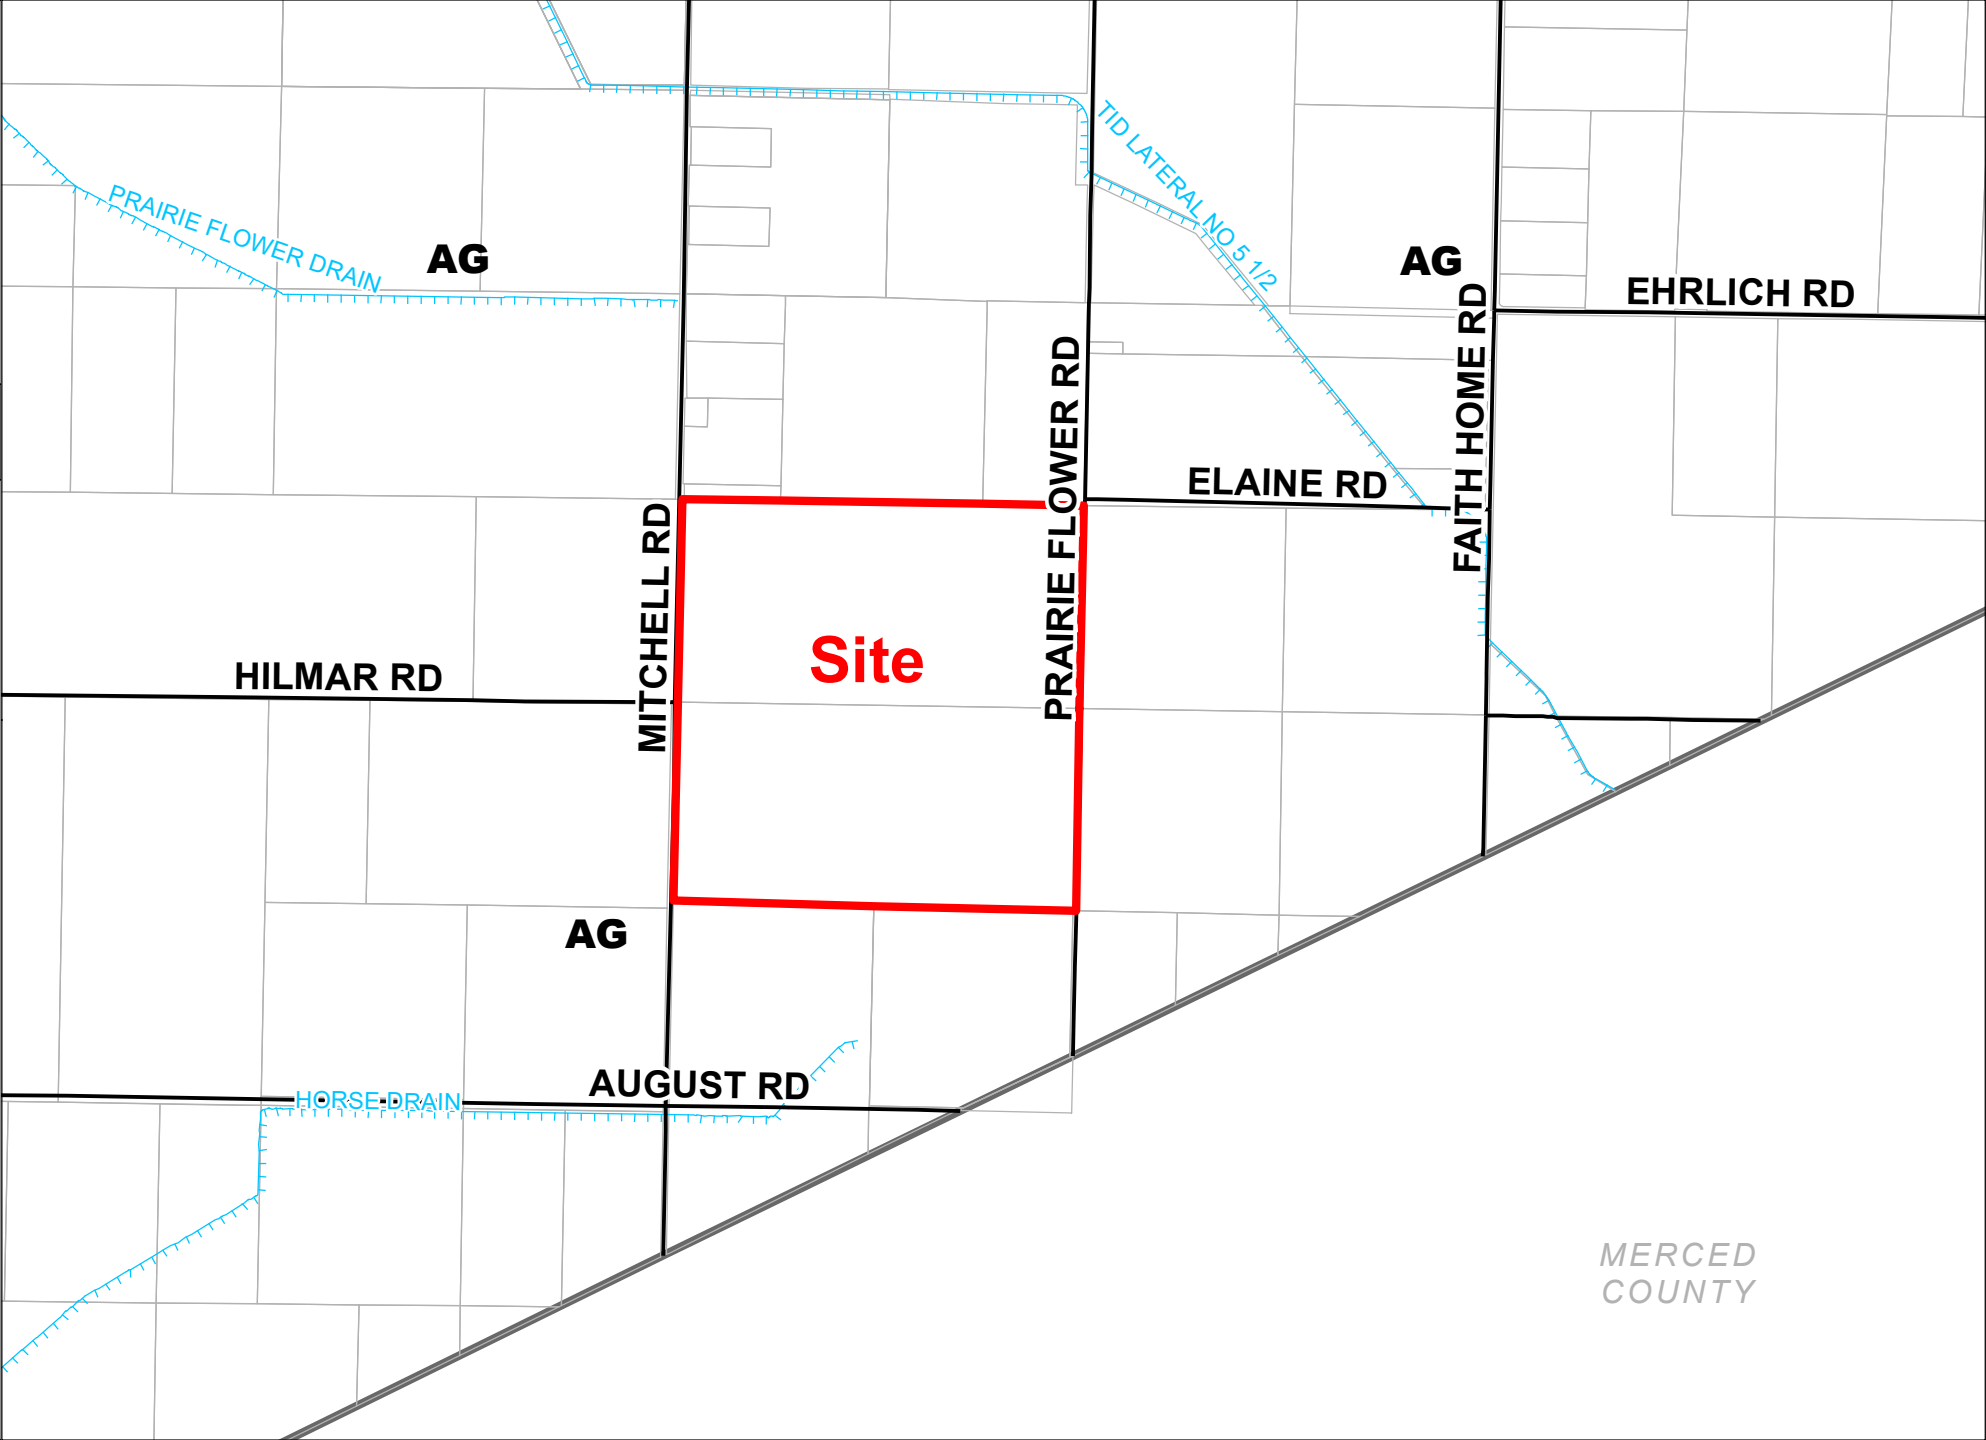 TID LATERAL NO 5 1/2
PRAIRIE FLOWER DRAIN
AG
AG
EHRLICH RD
FAITH HOME RD
PRAIRIE FLOWER RD
ELAINE RD
MITCHELL RD
Site
HILMAR RD
AG
AUGUST RD
HORSE DRAIN
MERCED
COUNTY